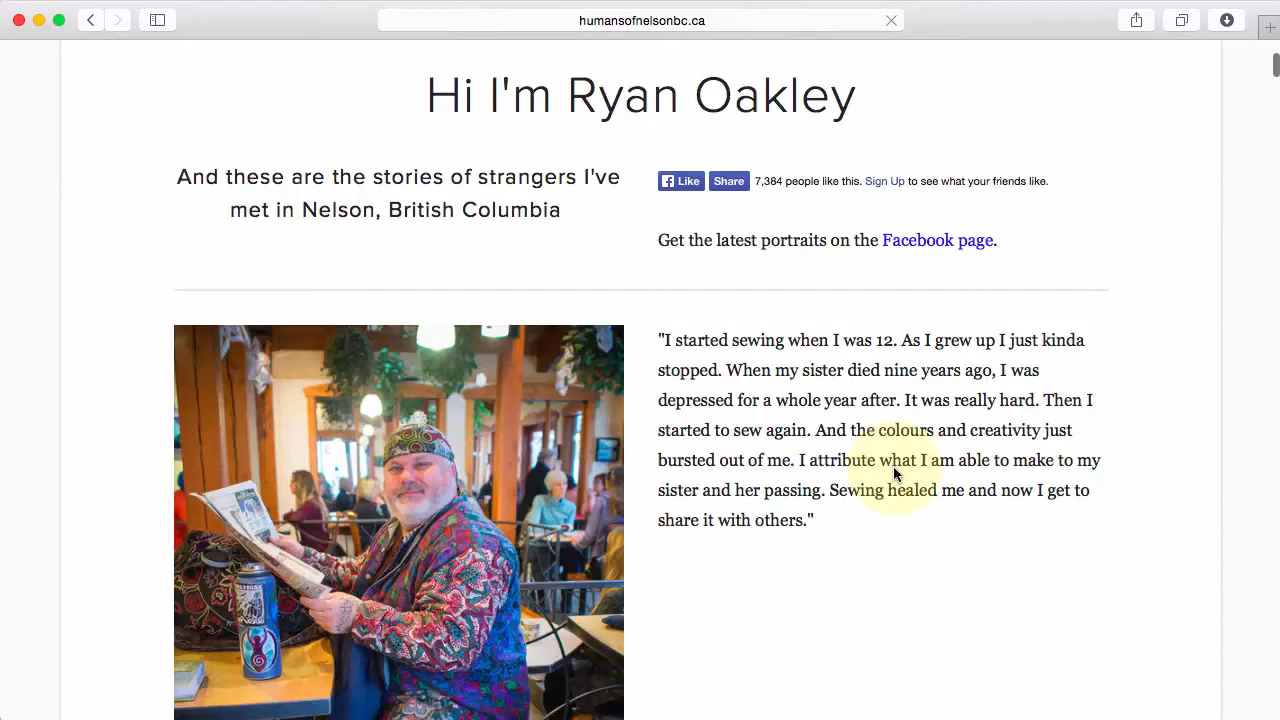 humansofnelsonbc.ca
Hi I'm Ryan Oakley
And these are the stories of strangers I've
met in Nelson, British Columbia
Like Share 7,384 people like this. Sign Up to see what your friends like.
Get the latest portraits on the Facebook page.
"I started sewing when I was 12. As I grew up I just kinda
stopped. When my sister died nine years ago, I was
depressed for a whole year after. It was really hard. Then I
started to sew again. And the colours and creativity just
bursted out of me. I attribute what I am able to make to my
sister and her passing. Sewing healed me and now I get to
share it with others."